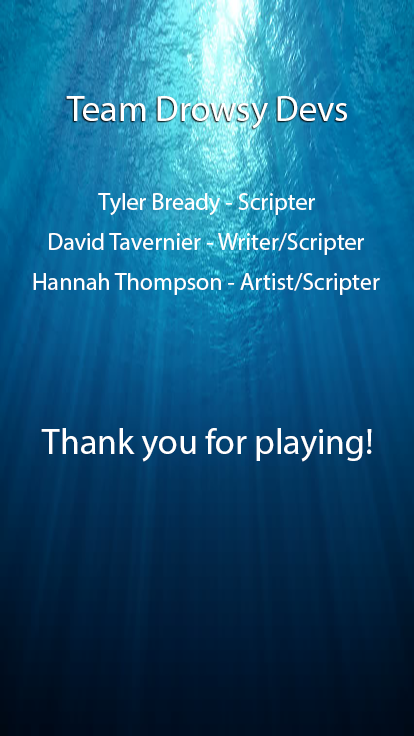 Team Drowsy Devs
Tyler Bready - Scripter
David Tavernier - Writer/Scripter
Hannah Thompson - Artist/Scripter
Thank you for playing!